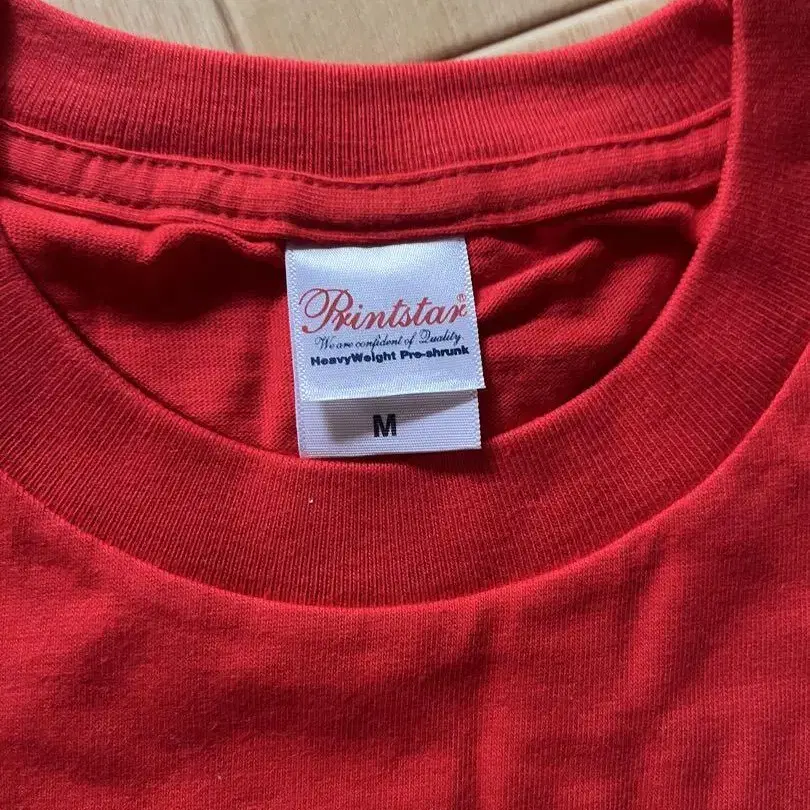 Printstar®
We are confident of Quality
HeavyWeight Pre-shrunk
M